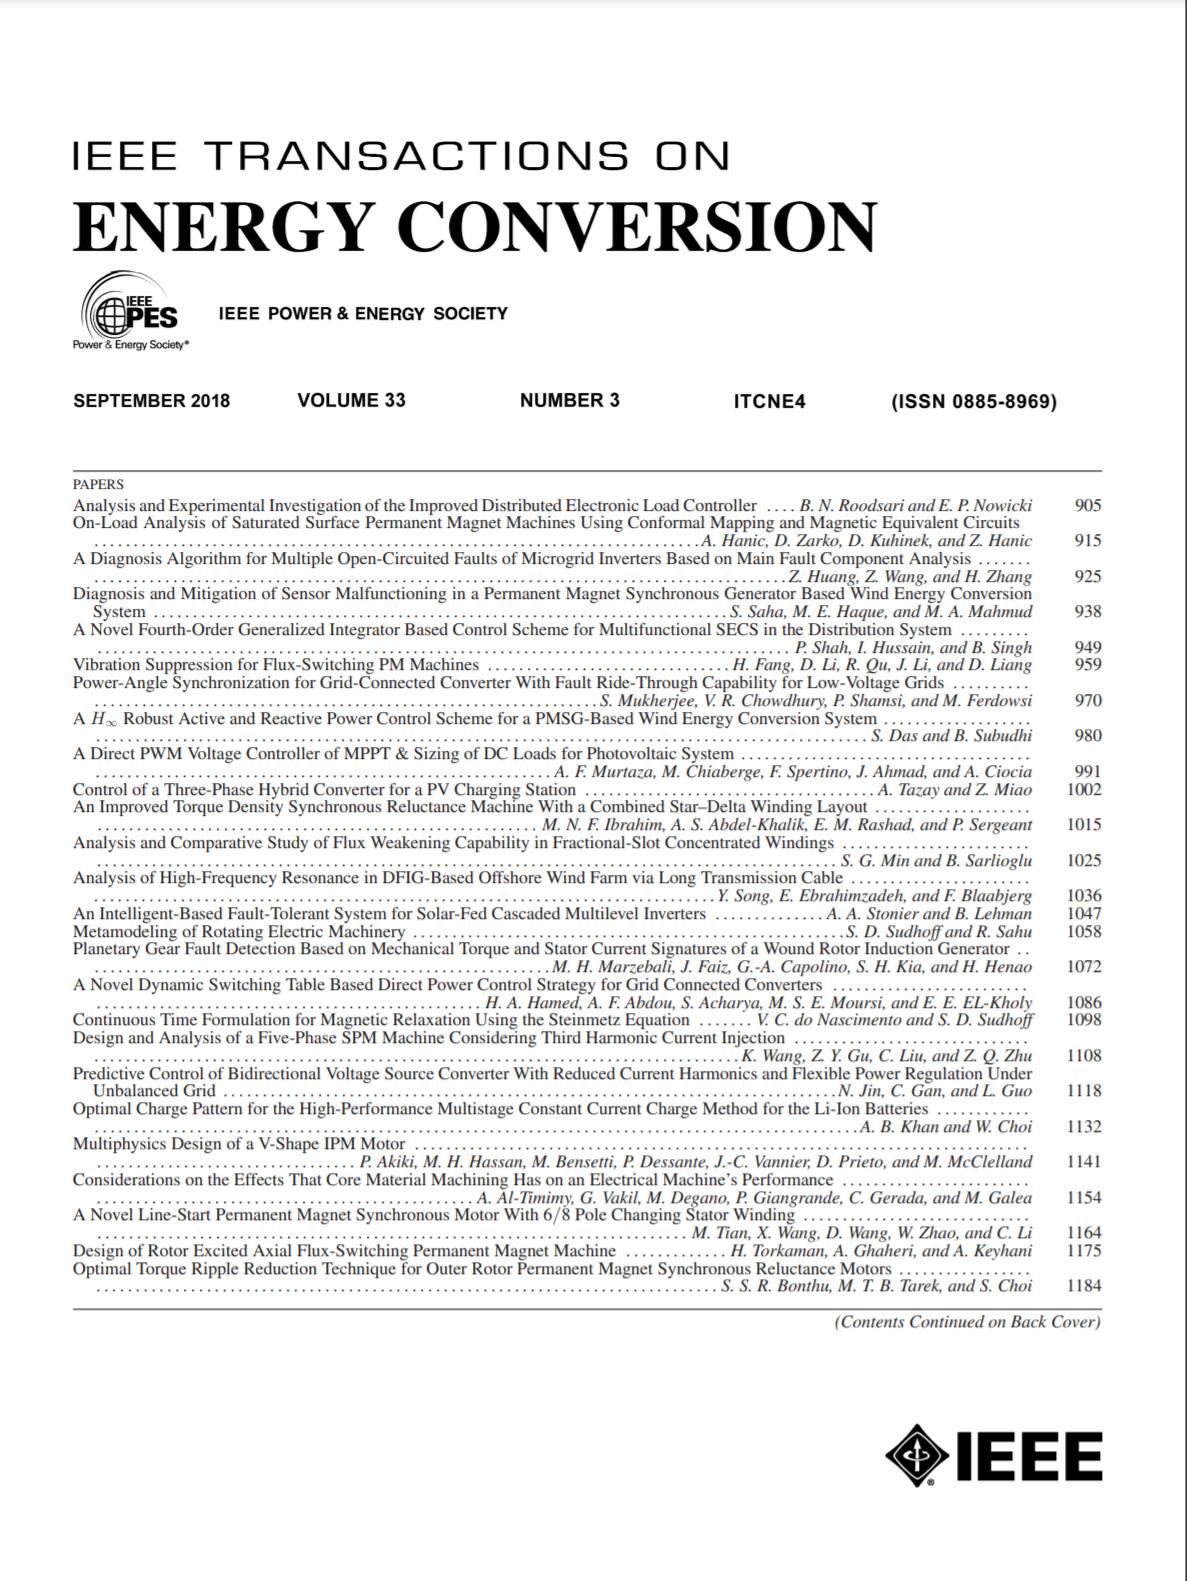 IEEE TRANSACTIONS ON
ENERGY CONVERSION
IEEE
PES
Power & Energy Society®
IEEE POWER & ENERGY SOCIETY
SEPTEMBER 2018 VOLUME 33 NUMBER 3 ITCNE4 (ISSN 0885-8969)
PAPERS
Analysis and Experimental Investigation of the Improved Distributed Electronic Load Controller .... B. N. Roodsari and E. P. Nowicki 905
On-Load Analysis of Saturated Surface Permanent Magnet Machines Using Conformal Mapping and Magnetic Equivalent Circuits
.... A. Hanic, D. Zarko, D. Kuhinek, and Z. Hanic 915
A Diagnosis Algorithm for Multiple Open-Circuited Faults of Microgrid Inverters Based on Main Fault Component Analysis .......
.... Z. Huang, Z. Wang, and H. Zhang 925
Diagnosis and Mitigation of Sensor Malfunctioning in a Permanent Magnet Synchronous Generator Based Wind Energy Conversion
System .... S. Saha, M. E. Haque, and M. A. Mahmud 938
A Novel Fourth-Order Generalized Integrator Based Control Scheme for Multifunctional SECS in the Distribution System .........
.... P. Shah, I. Hussain, and B. Singh 949
Vibration Suppression for Flux-Switching PM Machines .... H. Fang, D. Li, R. Qu, J. Li, and D. Liang 959
Power-Angle Synchronization for Grid-Connected Converter With Fault Ride-Through Capability for Low-Voltage Grids ..........
.... S. Mukherjee, V. R. Chowdhury, P. Shamsi, and M. Ferdowsi 970
A H∞ Robust Active and Reactive Power Control Scheme for a PMSG-Based Wind Energy Conversion System ....
.... S. Das and B. Subudhi 980
A Direct PWM Voltage Controller of MPPT & Sizing of DC Loads for Photovoltaic System ....
.... A. F. Murtaza, M. Chiaberge, F. Spertino, J. Ahmad, and A. Ciocia 991
Control of a Three-Phase Hybrid Converter for a PV Charging Station .... A. Tazay and Z. Miao 1002
An Improved Torque Density Synchronous Reluctance Machine With a Combined Star–Delta Winding Layout ....
.... M. N. F. Ibrahim, A. S. Abdel-Khalik, E. M. Rashad, and P. Sergeant 1015
Analysis and Comparative Study of Flux Weakening Capability in Fractional-Slot Concentrated Windings ....
.... S. G. Min and B. Sarlioglu 1025
Analysis of High-Frequency Resonance in DFIG-Based Offshore Wind Farm via Long Transmission Cable ....
.... Y. Song, E. Ebrahimzadeh, and F. Blaabjerg 1036
An Intelligent-Based Fault-Tolerant System for Solar-Fed Cascaded Multilevel Inverters .... A. A. Stonier and B. Lehman 1047
Metamodeling of Rotating Electric Machinery .... S. D. Sudhoff and R. Sahu 1058
Planetary Gear Fault Detection Based on Mechanical Torque and Stator Current Signatures of a Wound Rotor Induction Generator ..
.... M. H. Marzebali, J. Faiz, G.-A. Capolino, S. H. Kia, and H. Henao 1072
A Novel Dynamic Switching Table Based Direct Power Control Strategy for Grid Connected Converters ....
.... H. A. Hamed, A. F. Abdou, S. Acharya, M. S. E. Moursi, and E. E. EL-Kholy 1086
Continuous Time Formulation for Magnetic Relaxation Using the Steinmetz Equation ....... V. C. do Nascimento and S. D. Sudhoff 1098
Design and Analysis of a Five-Phase SPM Machine Considering Third Harmonic Current Injection ....
.... K. Wang, Z. Y. Gu, C. Liu, and Z. Q. Zhu 1108
Predictive Control of Bidirectional Voltage Source Converter With Reduced Current Harmonics and Flexible Power Regulation Under
Unbalanced Grid .... N. Jin, C. Gan, and L. Guo 1118
Optimal Charge Pattern for the High-Performance Multistage Constant Current Charge Method for the Li-Ion Batteries ............
.... A. B. Khan and W. Choi 1132
Multiphysics Design of a V-Shape IPM Motor ....
.... P. Akiki, M. H. Hassan, M. Bensetti, P. Dessante, J.-C. Vannier, D. Prieto, and M. McClelland 1141
Considerations on the Effects That Core Material Machining Has on an Electrical Machine's Performance ....
.... A. Al-Timimy, G. Vakil, M. Degano, P. Giangrande, C. Gerada, and M. Galea 1154
A Novel Line-Start Permanent Magnet Synchronous Motor With 6/8 Pole Changing Stator Winding ....
.... M. Tian, X. Wang, D. Wang, W. Zhao, and C. Li 1164
Design of Rotor Excited Axial Flux-Switching Permanent Magnet Machine .... H. Torkaman, A. Ghaheri, and A. Keyhani 1175
Optimal Torque Ripple Reduction Technique for Outer Rotor Permanent Magnet Synchronous Reluctance Motors ....
.... S. S. R. Bonthu, M. T. B. Tarek, and S. Choi 1184
(Contents Continued on Back Cover)
IEEE
®